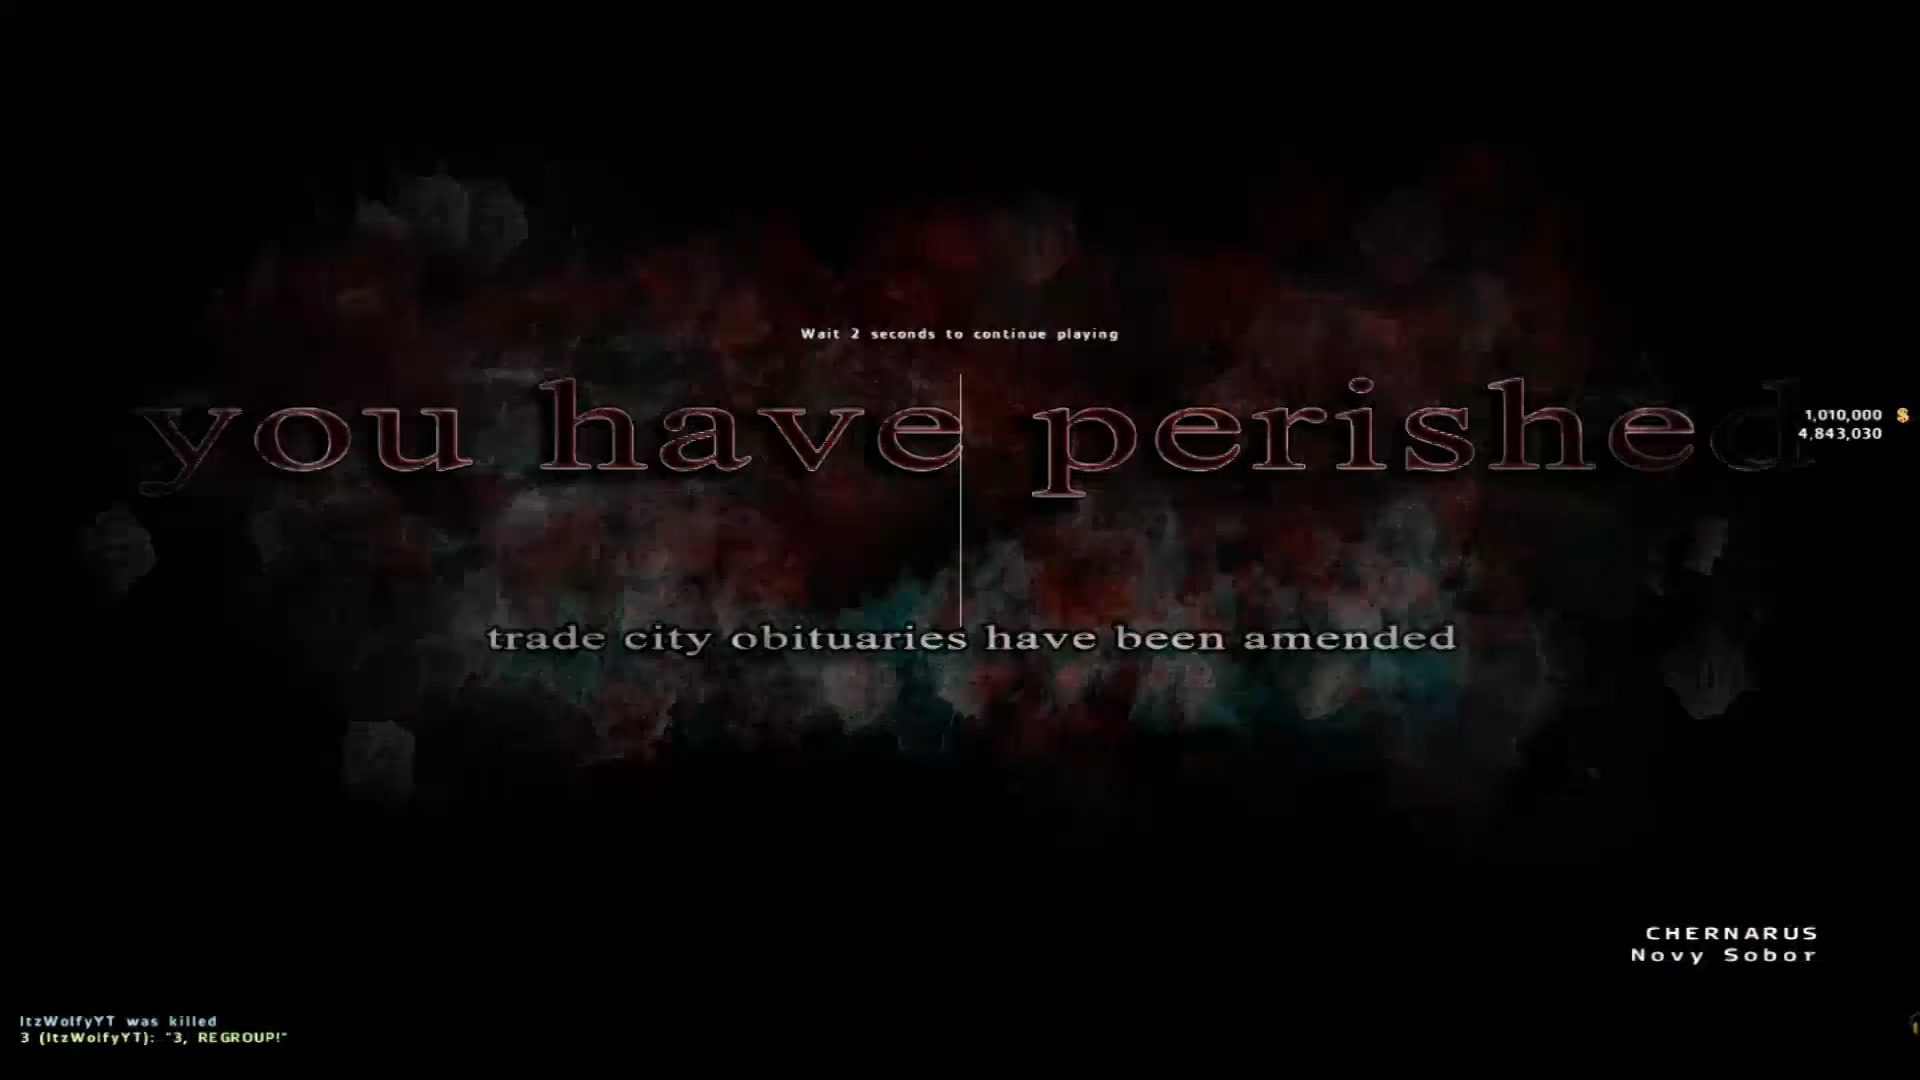 Wait 2 seconds to continue playing
you have perished
1,010,000
4,843,030
trade city obituaries have been amended
CHERNARUS
Novy Sobor
ItzWolfyYT was killed
3 (ItzWolfyYT): "3, REGROUP!"